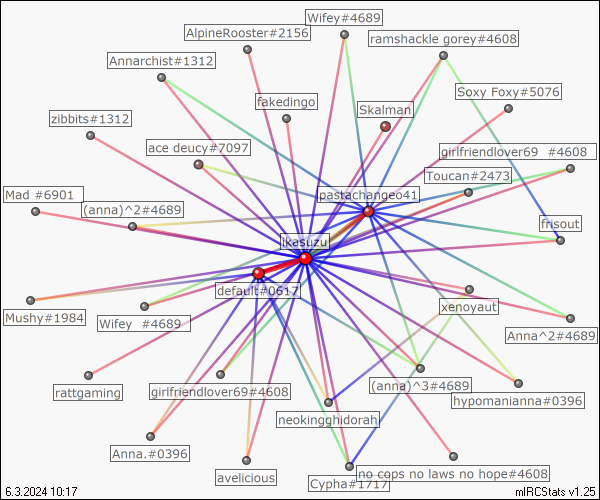 Wifey#4689
AlpineRooster#2156
ramshackle gorey#4608
Annarchist#1312
Soxy Foxy#5076
fakedingo
Skalman
zibbits#1312
ace deucy#7097
girlfriendlover69 #4608
Toucan#2473
Mad #6901
pastachangeo41
(anna)^2#4689
frisout
ikasuzu
default#0617
xenoyaut
Mushy#1984
Wifey #4689
Anna^2#4689
rattgaming
girlfriendlover69#4608
(anna)^3#4689
hypomanianna#0396
neokingghidorah
Anna.#0396
avelicious
Cypha#1717
no cops no laws no hope#4608
6.3.2024 10:17
mIRCStats v1.25